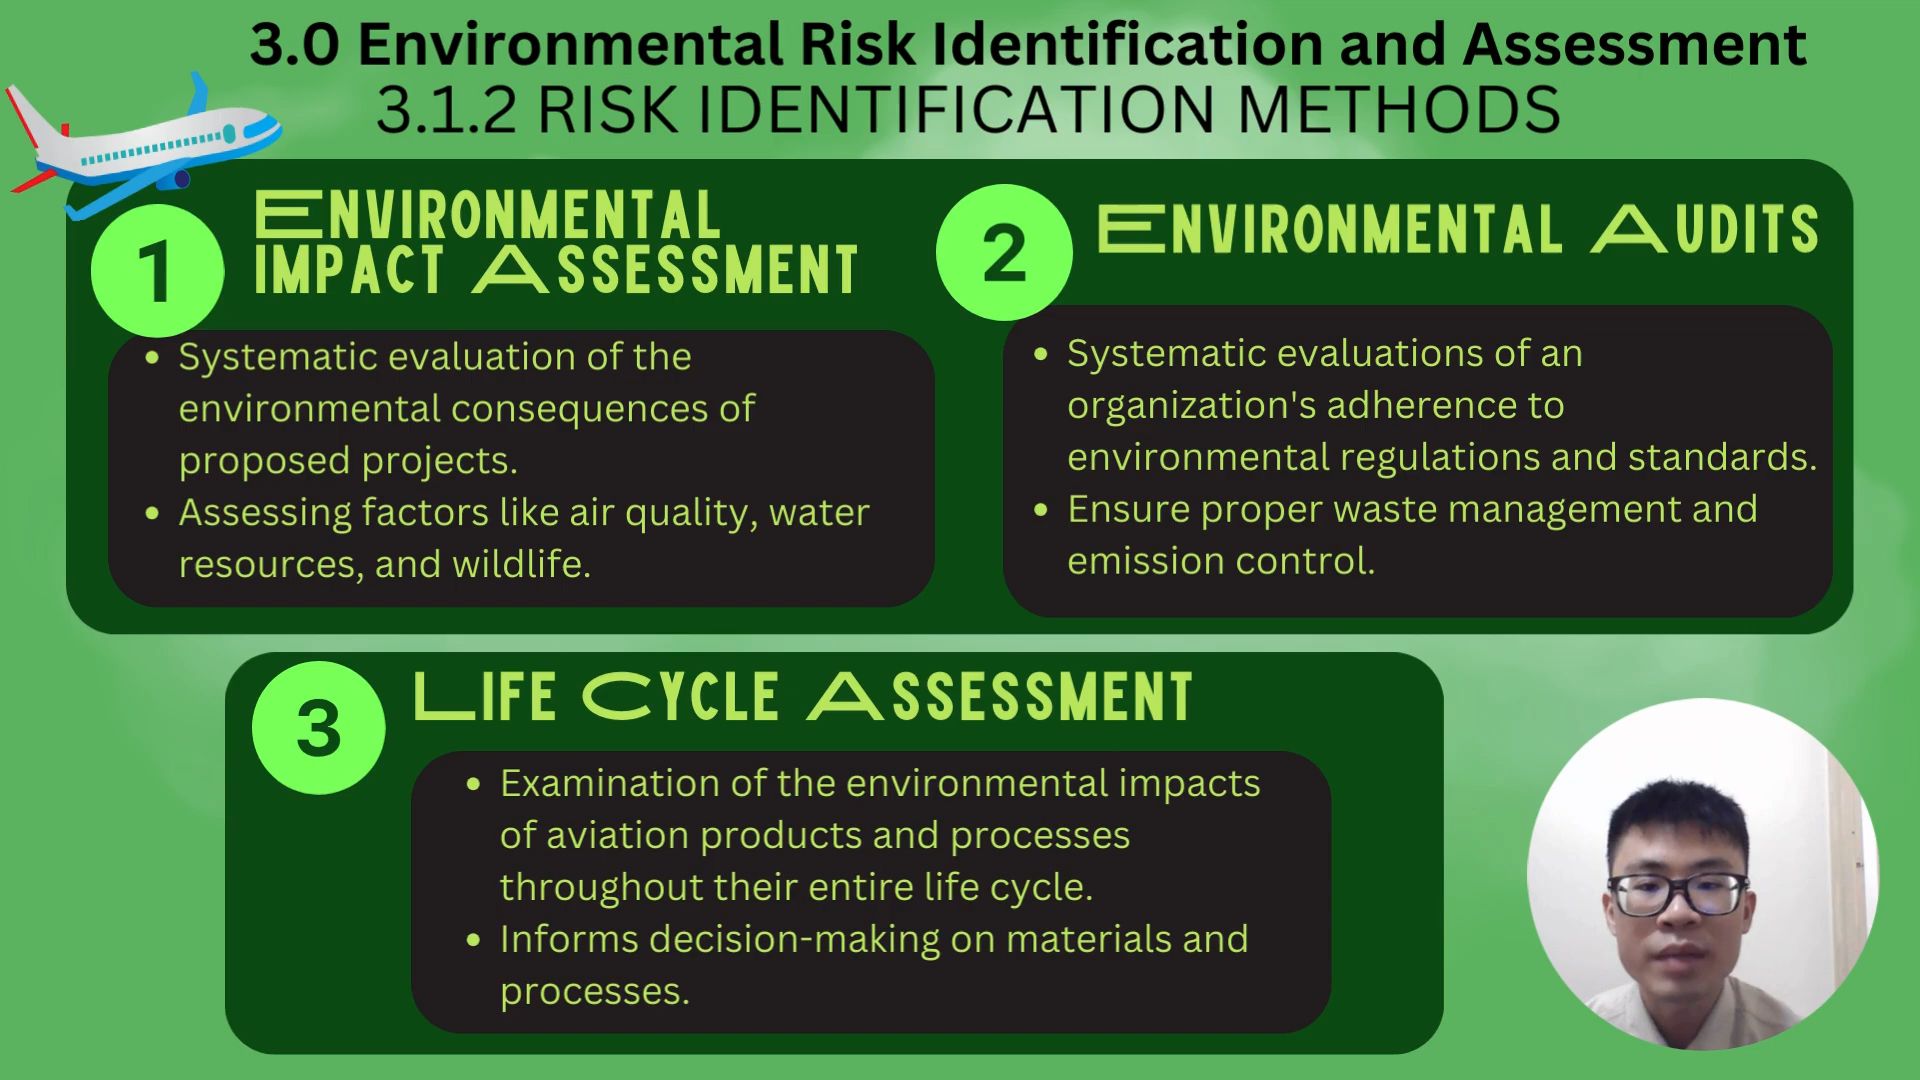 3.0 Environmental Risk Identification and Assessment
3.1.2 RISK IDENTIFICATION METHODS
1
ENVIRONMENTAL
IMPACT ASSESSMENT
• Systematic evaluation of the
environmental consequences of
proposed projects.
• Assessing factors like air quality, water
resources, and wildlife.
2
ENVIRONMENTAL AUDITS
• Systematic evaluations of an
organization's adherence to
environmental regulations and standards.
• Ensure proper waste management and
emission control.
3
LIFE CYCLE ASSESSMENT
• Examination of the environmental impacts
of aviation products and processes
throughout their entire life cycle.
• Informs decision-making on materials and
processes.